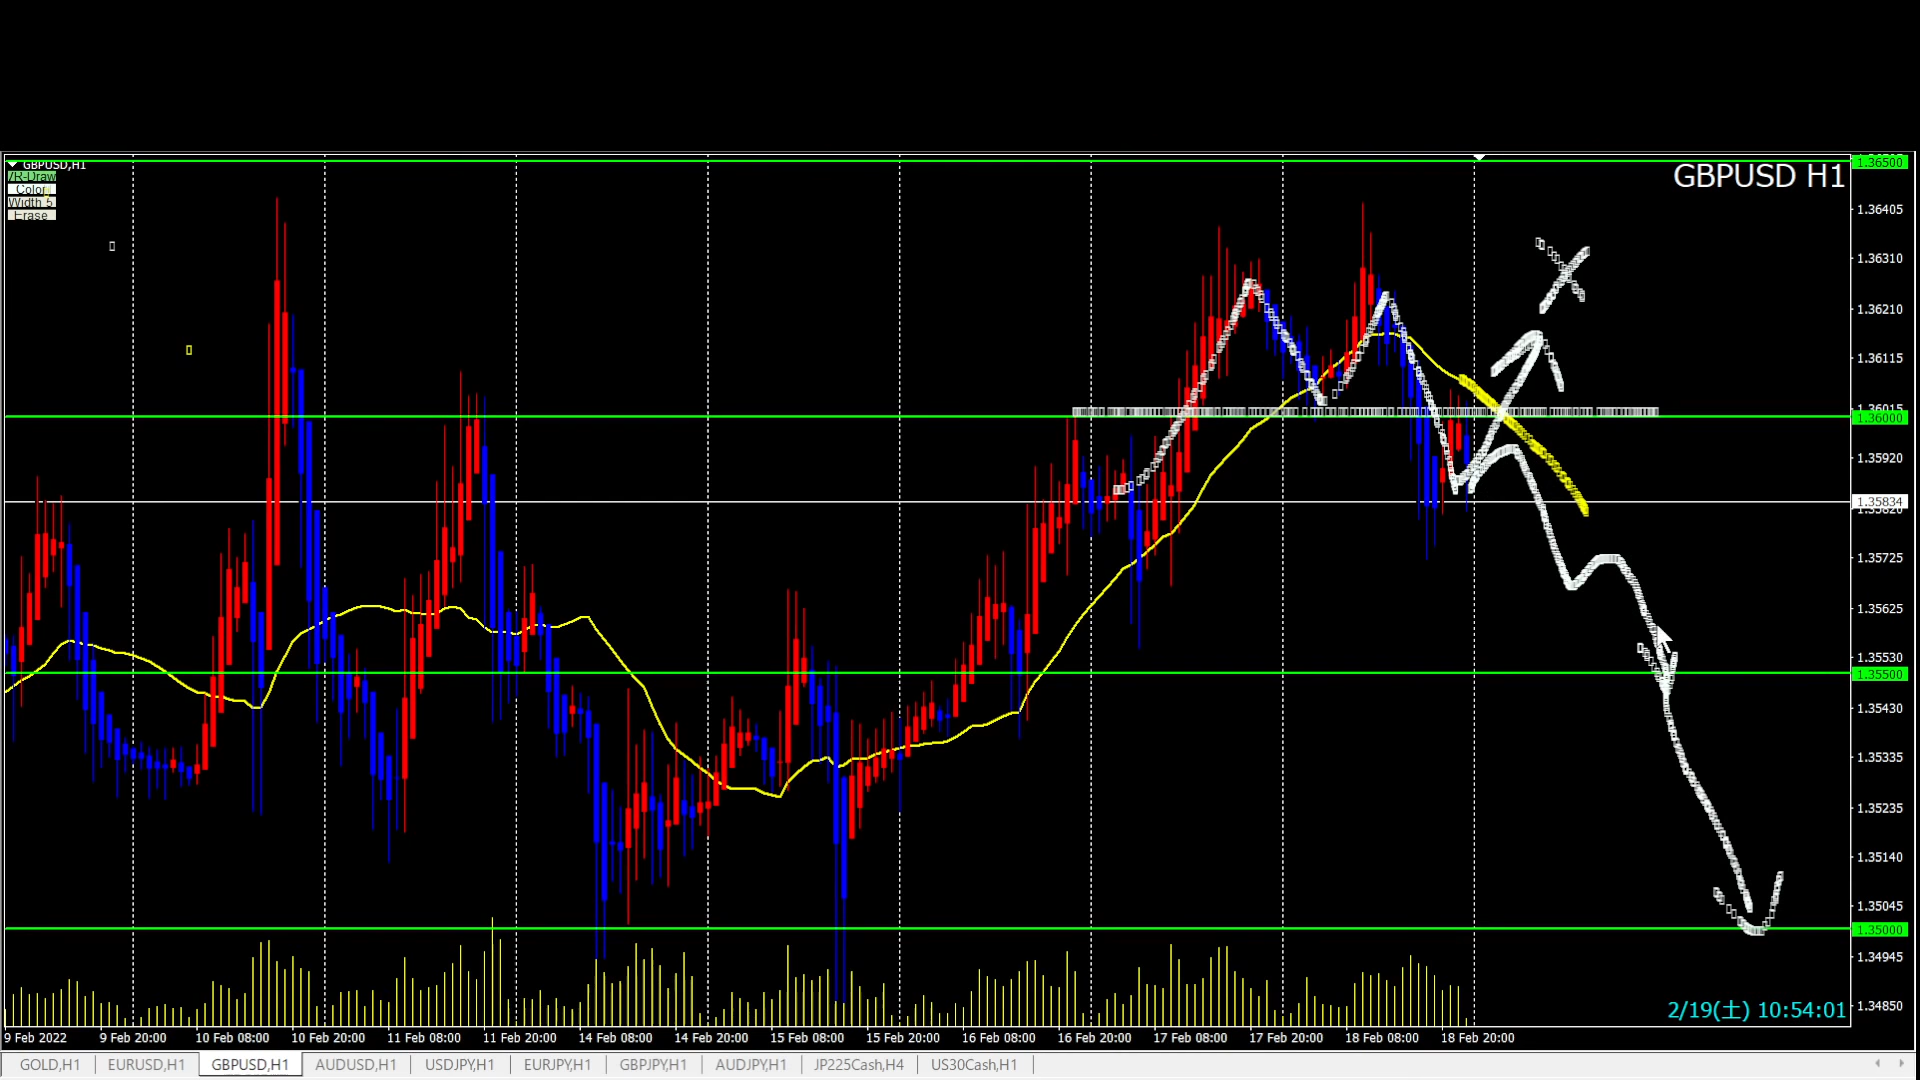 GBPUSD,H1
/R-Draw
Color
Width 5
Erase
GBPUSD H1
1.36500
1.36405
1.36310
1.36210
1.36115
1.36015
1.36000
1.35920
1.35834
1.35820
1.35725
1.35625
1.35530
1.35500
1.35430
1.35335
1.35235
1.35140
1.35045
1.35000
1.34945
1.34850
2/19(土) 10:54:01
9 Feb 2022 9 Feb 20:00 10 Feb 08:00 10 Feb 20:00 11 Feb 08:00 11 Feb 20:00 14 Feb 08:00 14 Feb 20:00 15 Feb 08:00 15 Feb 20:00 16 Feb 08:00 16 Feb 20:00 17 Feb 08:00 17 Feb 20:00 18 Feb 08:00 18 Feb 20:00
GOLD,H1 EURUSD,H1 GBPUSD,H1 AUDUSD,H1 USDJPY,H1 EURJPY,H1 GBPJPY,H1 AUDJPY,H1 JP225Cash,H4 US30Cash,H1